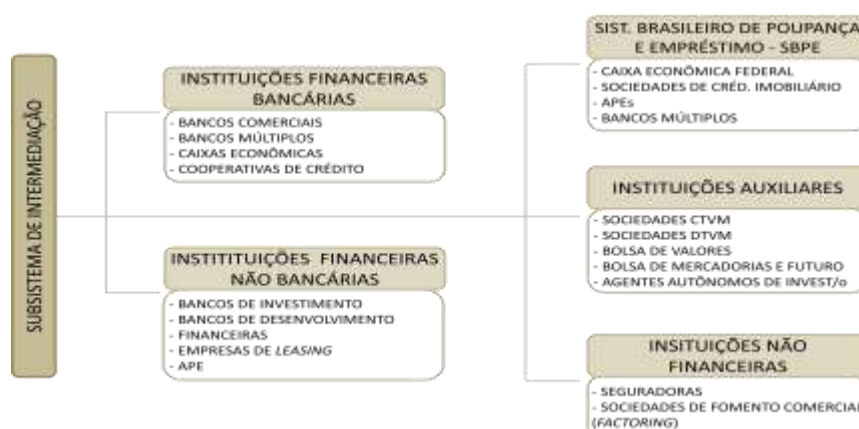 SUBSISTEMA DE INTERMEDIAÇÃO
INSTITUIÇÕES FINANCEIRAS
BANCÁRIAS
- BANCOS COMERCIAIS
- BANCOS MÚLTIPLOS
- CAIXAS ECONÔMICAS
- COOPERATIVAS DE CRÉDITO
INSTITITUIÇÕES FINANCEIRAS
NÃO BANCÁRIAS
- BANCOS DE INVESTIMENTO
- BANCOS DE DESENVOLVIMENTO
- FINANCEIRAS
- EMPRESAS DE LEASING
- APE
SIST. BRASILEIRO DE POUPANÇA
E EMPRÉSTIMO - SBPE
- CAIXA ECONÔMICA FEDERAL
- SOCIEDADES DE CRÉD. IMOBILIÁRIO
- APEs
- BANCOS MÚLTIPLOS
INSTITUIÇÕES AUXILIARES
- SOCIEDADES CTVM
- SOCIEDADES DTVM
- BOLSA DE VALORES
- BOLSA DE MERCADORIAS E FUTURO
- AGENTES AUTÔNOMOS DE INVEST/o
INSITUIÇÕES NÃO
FINANCEIRAS
- SEGURADORAS
- SOCIEDADES DE FOMENTO COMERCIAL
(FACTORING)